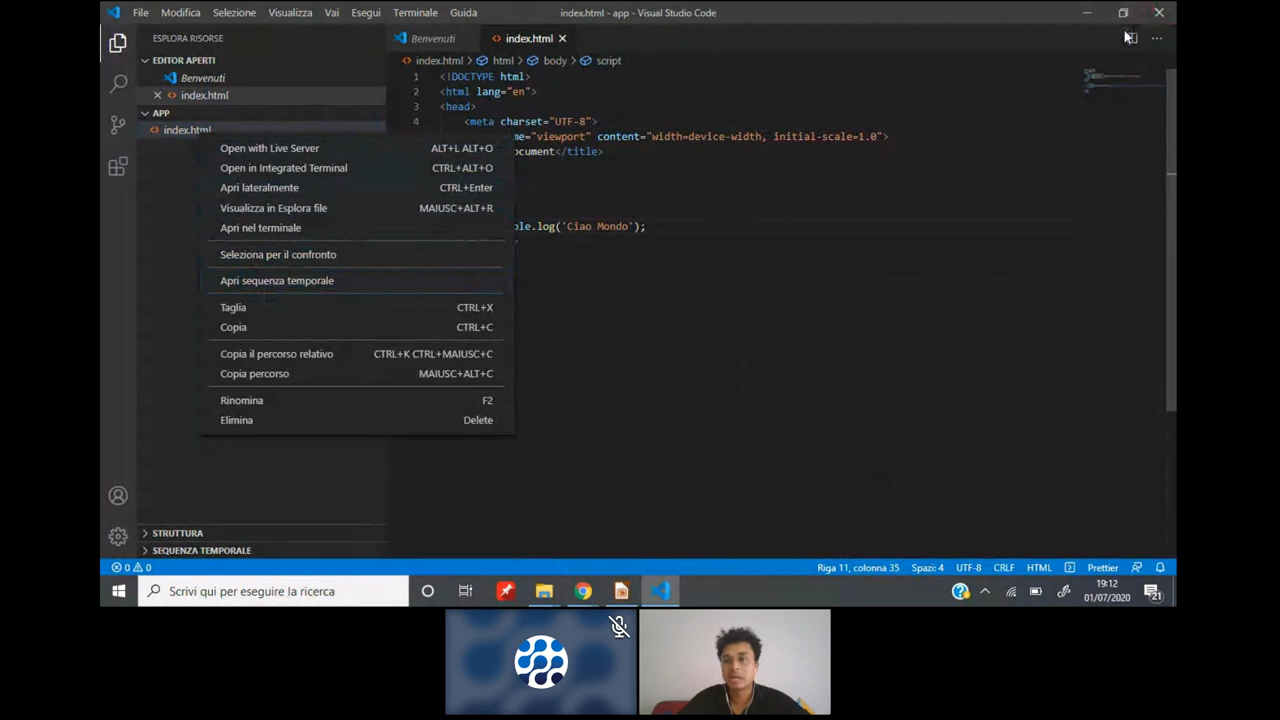 File Modifica Selezione Visualizza Vai Esegui Terminale Guida
index.html - app - Visual Studio Code
ESPLORA RISORSE
EDITOR APERTI
Benvenuti
index.html
APP
index.html
Benvenuti index.html
index.html html body script
1 <!DOCTYPE html>
2 <html lang="en">
3 <head>
4 <meta charset="UTF-8">
me="viewport" content="width=device-width, initial-scale=1.0">
ocument</title>
ole.log('Ciao Mondo');
Open with Live Server ALT+L ALT+O
Open in Integrated Terminal CTRL+ALT+O
Apri lateralmente CTRL+Enter
Visualizza in Esplora file MAIUSC+ALT+R
Apri nel terminale
Seleziona per il confronto
Apri sequenza temporale
Taglia CTRL+X
Copia CTRL+C
Copia il percorso relativo CTRL+K CTRL+MAIUSC+C
Copia percorso MAIUSC+ALT+C
Rinomina F2
Elimina Delete
STRUTTURA
SEQUENZA TEMPORALE
0 0 Riga 11, colonna 35 Spazi: 4 UTF-8 CRLF HTML Prettier
Scrivi qui per eseguire la ricerca
19:12
01/07/2020
21